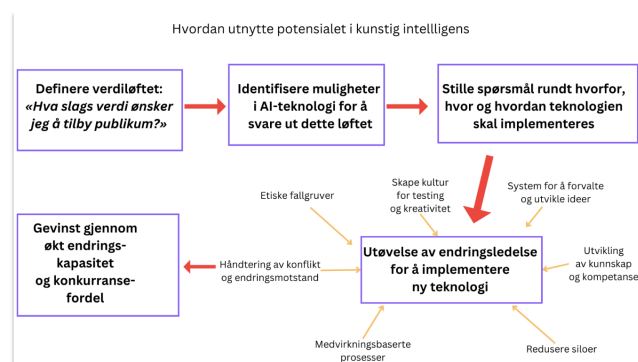 Hvordan utnytte potensialet i kunstig intellligens
Definere verdiløftet:
«Hva slags verdi ønsker
jeg å tilby publikum?»
Identifisere muligheter
i AI-teknologi for å
svare ut dette løftet
Stille spørsmål rundt hvorfor,
hvor og hvordan teknologien
skal implementeres
Etiske fallgruver
Skape kultur
for testing
og kreativitet
System for å forvalte
og utvikle ideer
Gevinst gjennom
økt endrings-
kapasitet
og konkurranse-
fordel
Håndtering av konflikt
og endringsmotstand
Utøvelse av endringsledelse
for å implementere
ny teknologi
Utvikling
av kunnskap
og kompetanse
Medvirkningsbaserte
prosesser
Redusere siloer